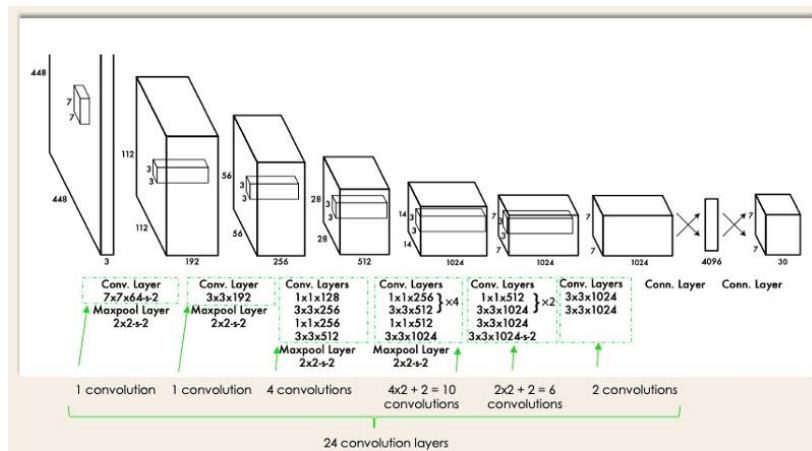 448
7
7
448
3
112
3
3
112
192
56
3
3
56
256
28
3
3
28
512
14
3
3
14
1024
7
3
3
7
1024
7
7
1024
4096
7
7
30
Conv. Layer
7x7x64-s-2
Maxpool Layer
2x2-s-2
Conv. Layer
3x3x192
Maxpool Layer
2x2-s-2
Conv. Layers
1x1x128
3x3x256
1x1x256
3x3x512
Maxpool Layer
2x2-s-2
Conv. Layers
1x1x256
3x3x512
}×4
1x1x512
3x3x1024
Maxpool Layer
2x2-s-2
Conv. Layers
1x1x512
3x3x1024
}×2
3x3x1024
3x3x1024-s-2
Conv. Layers
3x3x1024
3x3x1024
Conn. Layer
Conn. Layer
1 convolution
1 convolution
4 convolutions
4x2 + 2 = 10
convolutions
2x2 + 2 = 6
convolutions
2 convolutions
24 convolution layers